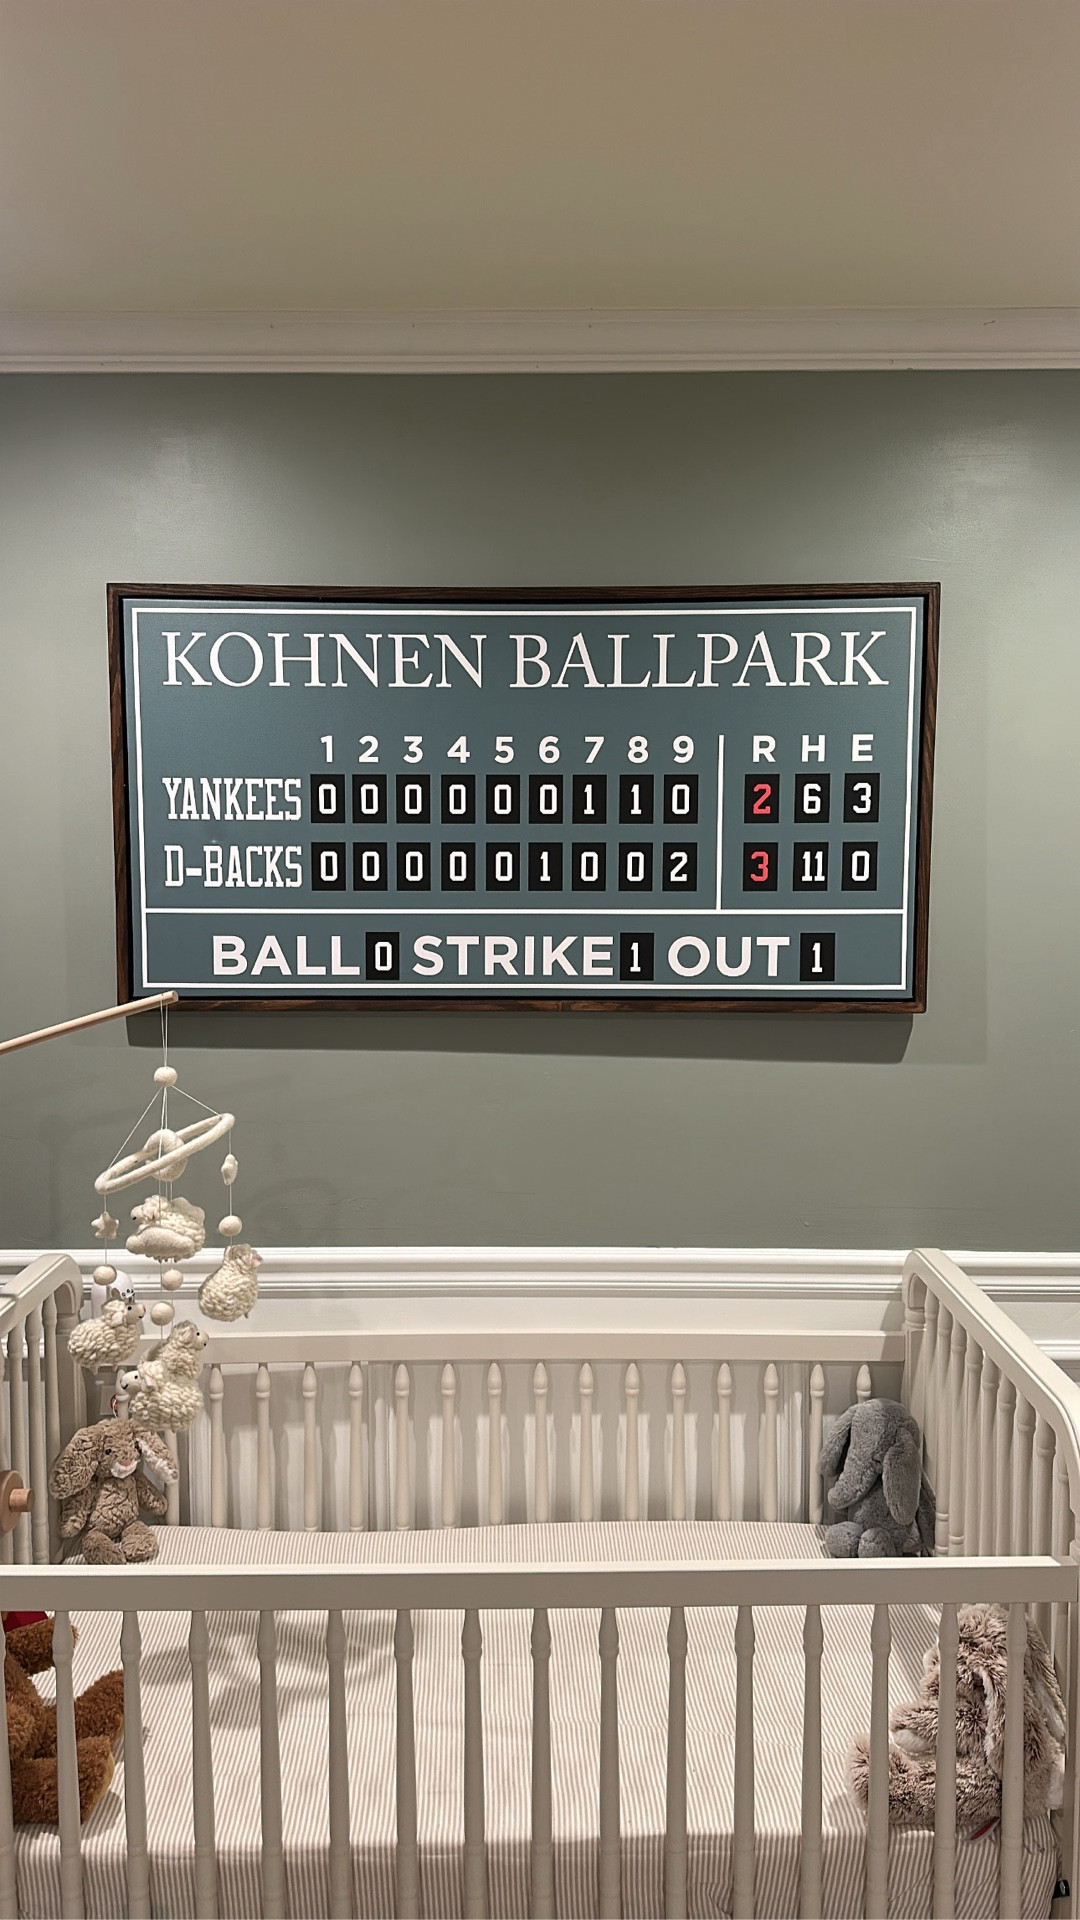 KOHNEN BALLPARK
1 2 3 4 5 6 7 8 9 R H E
YANKEES 0 0 0 0 0 0 1 1 0 2 6 3
D-BACKS 0 0 0 0 0 1 0 0 2 3 11 0
BALL 0 STRIKE 1 OUT 1